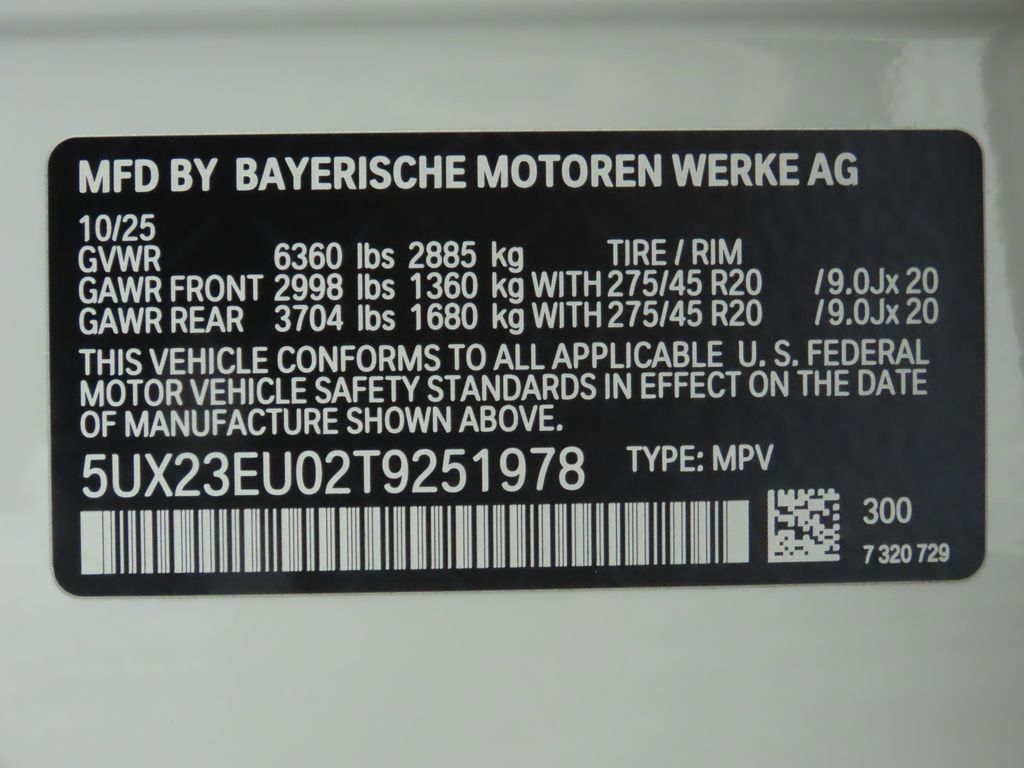 MFD BY BAYERISCHE MOTOREN WERKE AG
10/25
GVWR 6360 lbs 2885 kg TIRE / RIM
GAWR FRONT 2998 lbs 1360 kg WITH 275/45 R20 /9.0Jx 20
GAWR REAR 3704 lbs 1680 kg WITH 275/45 R20 /9.0Jx 20
THIS VEHICLE CONFORMS TO ALL APPLICABLE U. S. FEDERAL
MOTOR VEHICLE SAFETY STANDARDS IN EFFECT ON THE DATE
OF MANUFACTURE SHOWN ABOVE.
5UX23EU02T9251978 TYPE: MPV
300
7 320 729